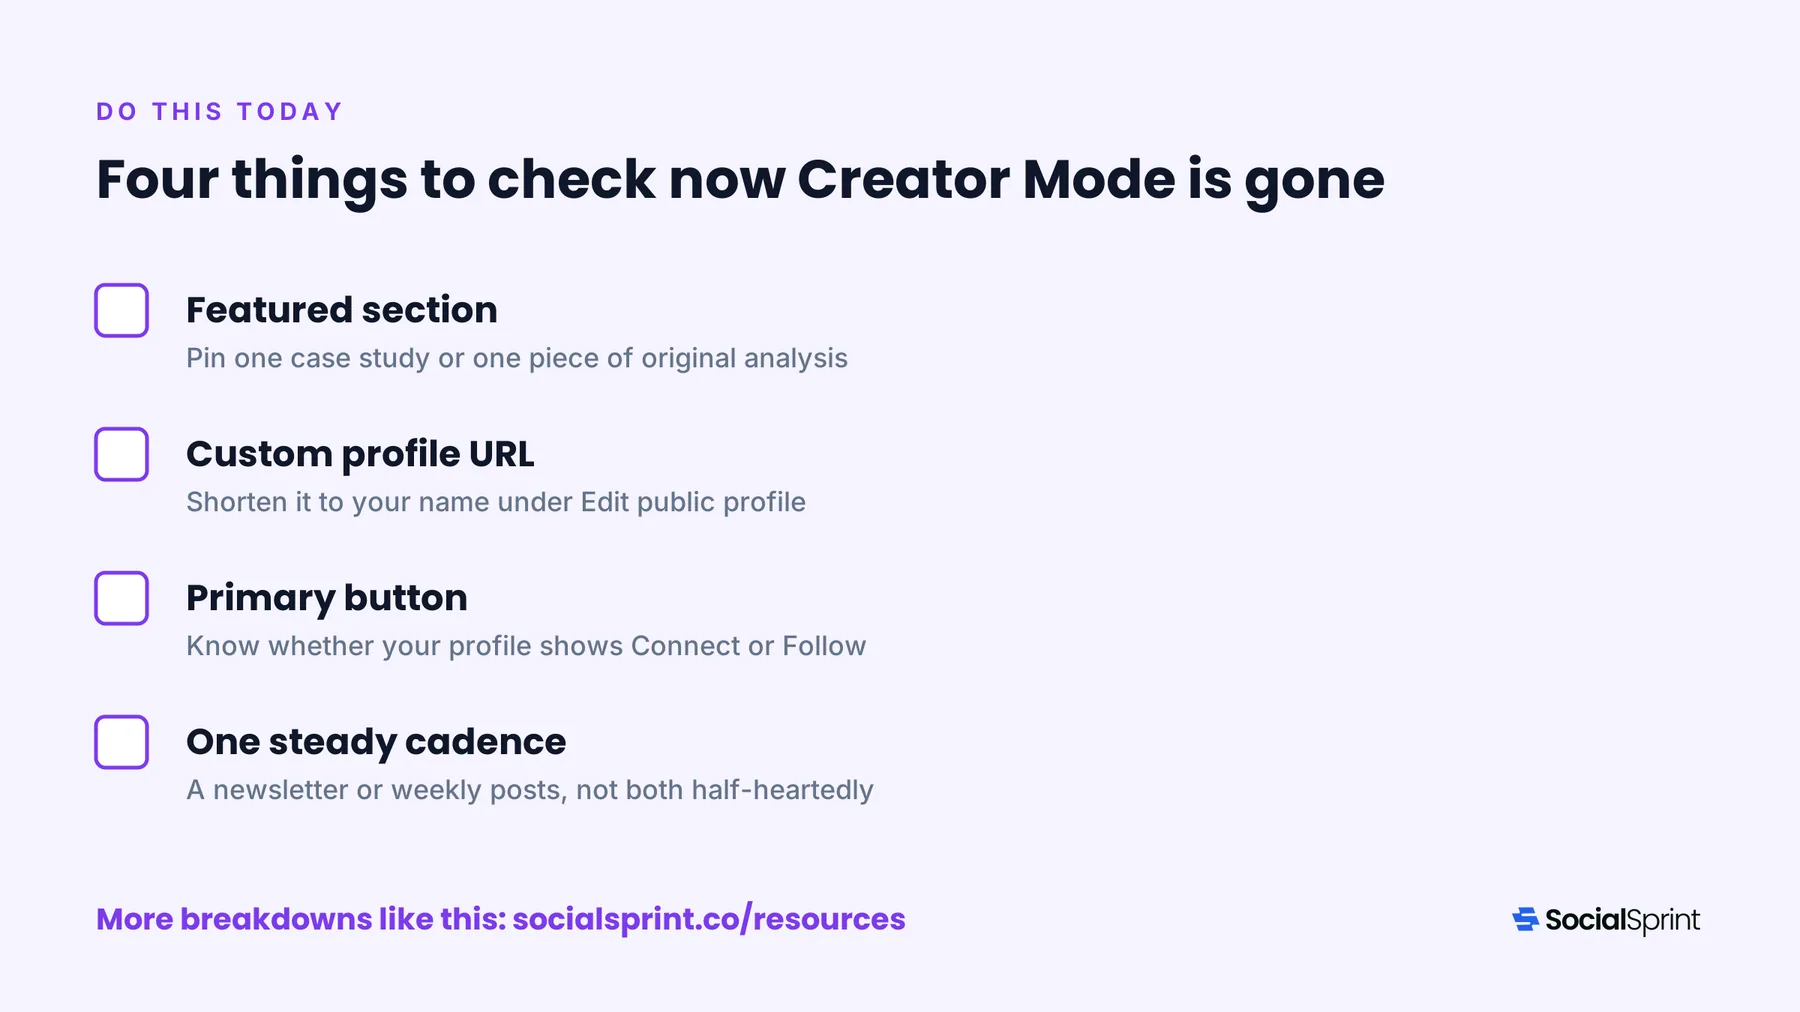 DO THIS TODAY
Four things to check now Creator Mode is gone
Featured section
Pin one case study or one piece of original analysis
Custom profile URL
Shorten it to your name under Edit public profile
Primary button
Know whether your profile shows Connect or Follow
One steady cadence
A newsletter or weekly posts, not both half-heartedly
More breakdowns like this: socialsprint.co/resources
SocialSprint